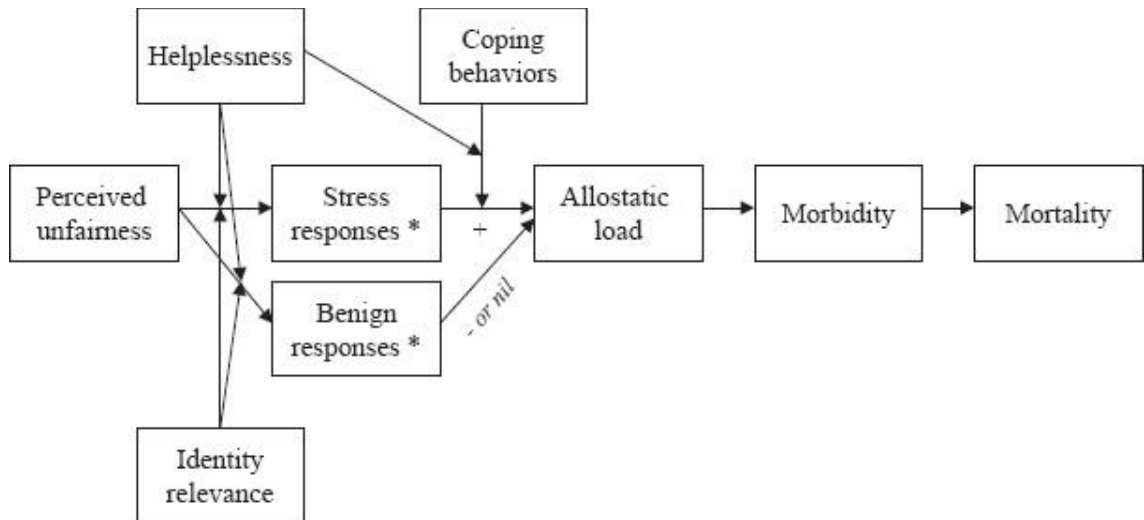 Helplessness
Coping
behaviors
Perceived
unfairness
Stress
responses *
+
Allostatic
load
Morbidity
Mortality
Benign
responses *
- or nil
Identity
relevance